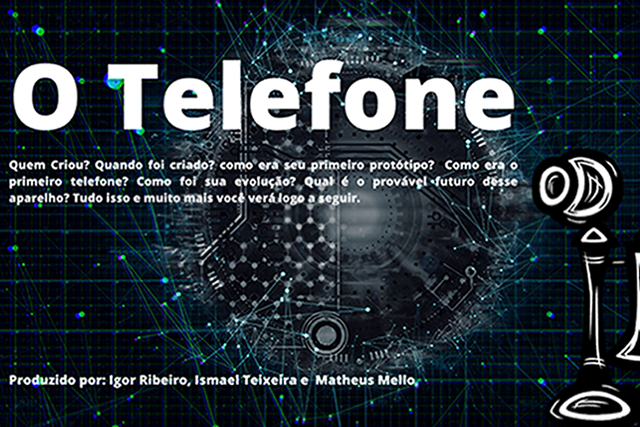 O Telefone
Quem Criou? Quando foi criado? como era seu primeiro protótipo? Como era o
primeiro telefone? Como foi sua evolução? Qual é o provável futuro desse
aparelho? Tudo isso e muito mais você verá logo a seguir.
Produzido por: Igor Ribeiro, Ismael Teixeira e Matheus Mello